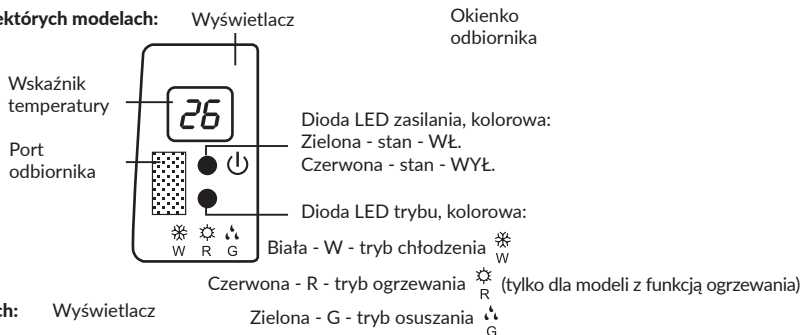 ektórych modelach: Wyświetlacz
Okienko
odbiornika
Wskaźnik
temperatury
26
Port
odbiornika
Dioda LED zasilania, kolorowa:
Zielona - stan - WŁ.
Czerwona - stan - WYŁ.
Dioda LED trybu, kolorowa:
W R G
Biała - W - tryb chłodzenia
W
Czerwona - R - tryb ogrzewania (tylko dla modeli z funkcją ogrzewania)
R
ch: Wyświetlacz
Zielona - G - tryb osuszania
G